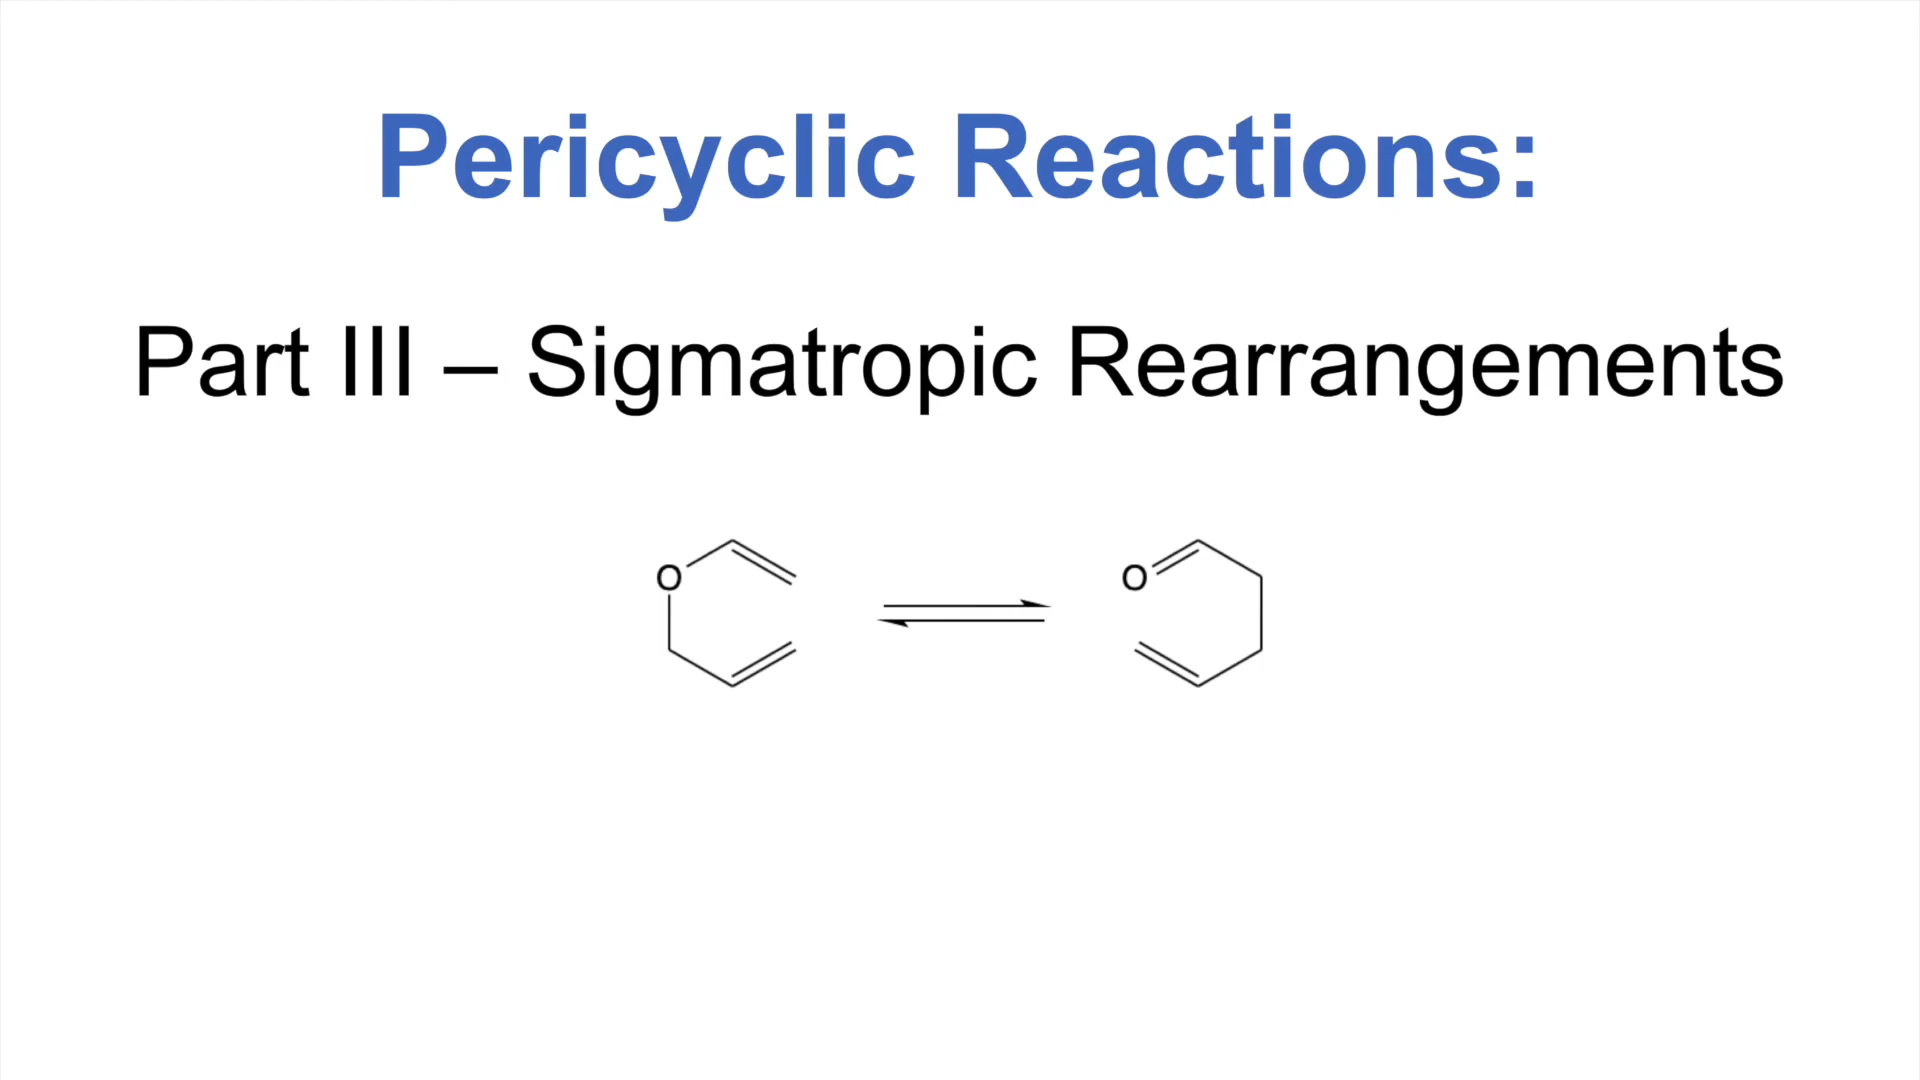 Pericyclic Reactions:
Part III – Sigmatropic Rearrangements
O
O